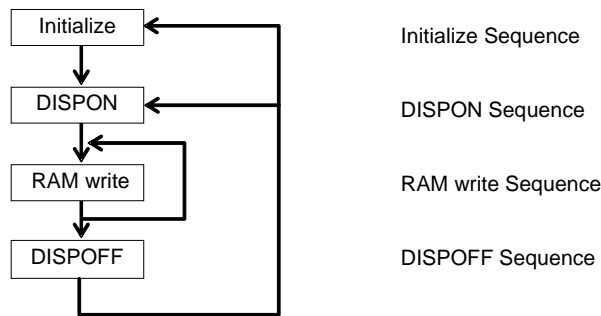 Initialize
Initialize Sequence
DISPON
DISPON Sequence
RAM write
RAM write Sequence
DISPOFF
DISPOFF Sequence